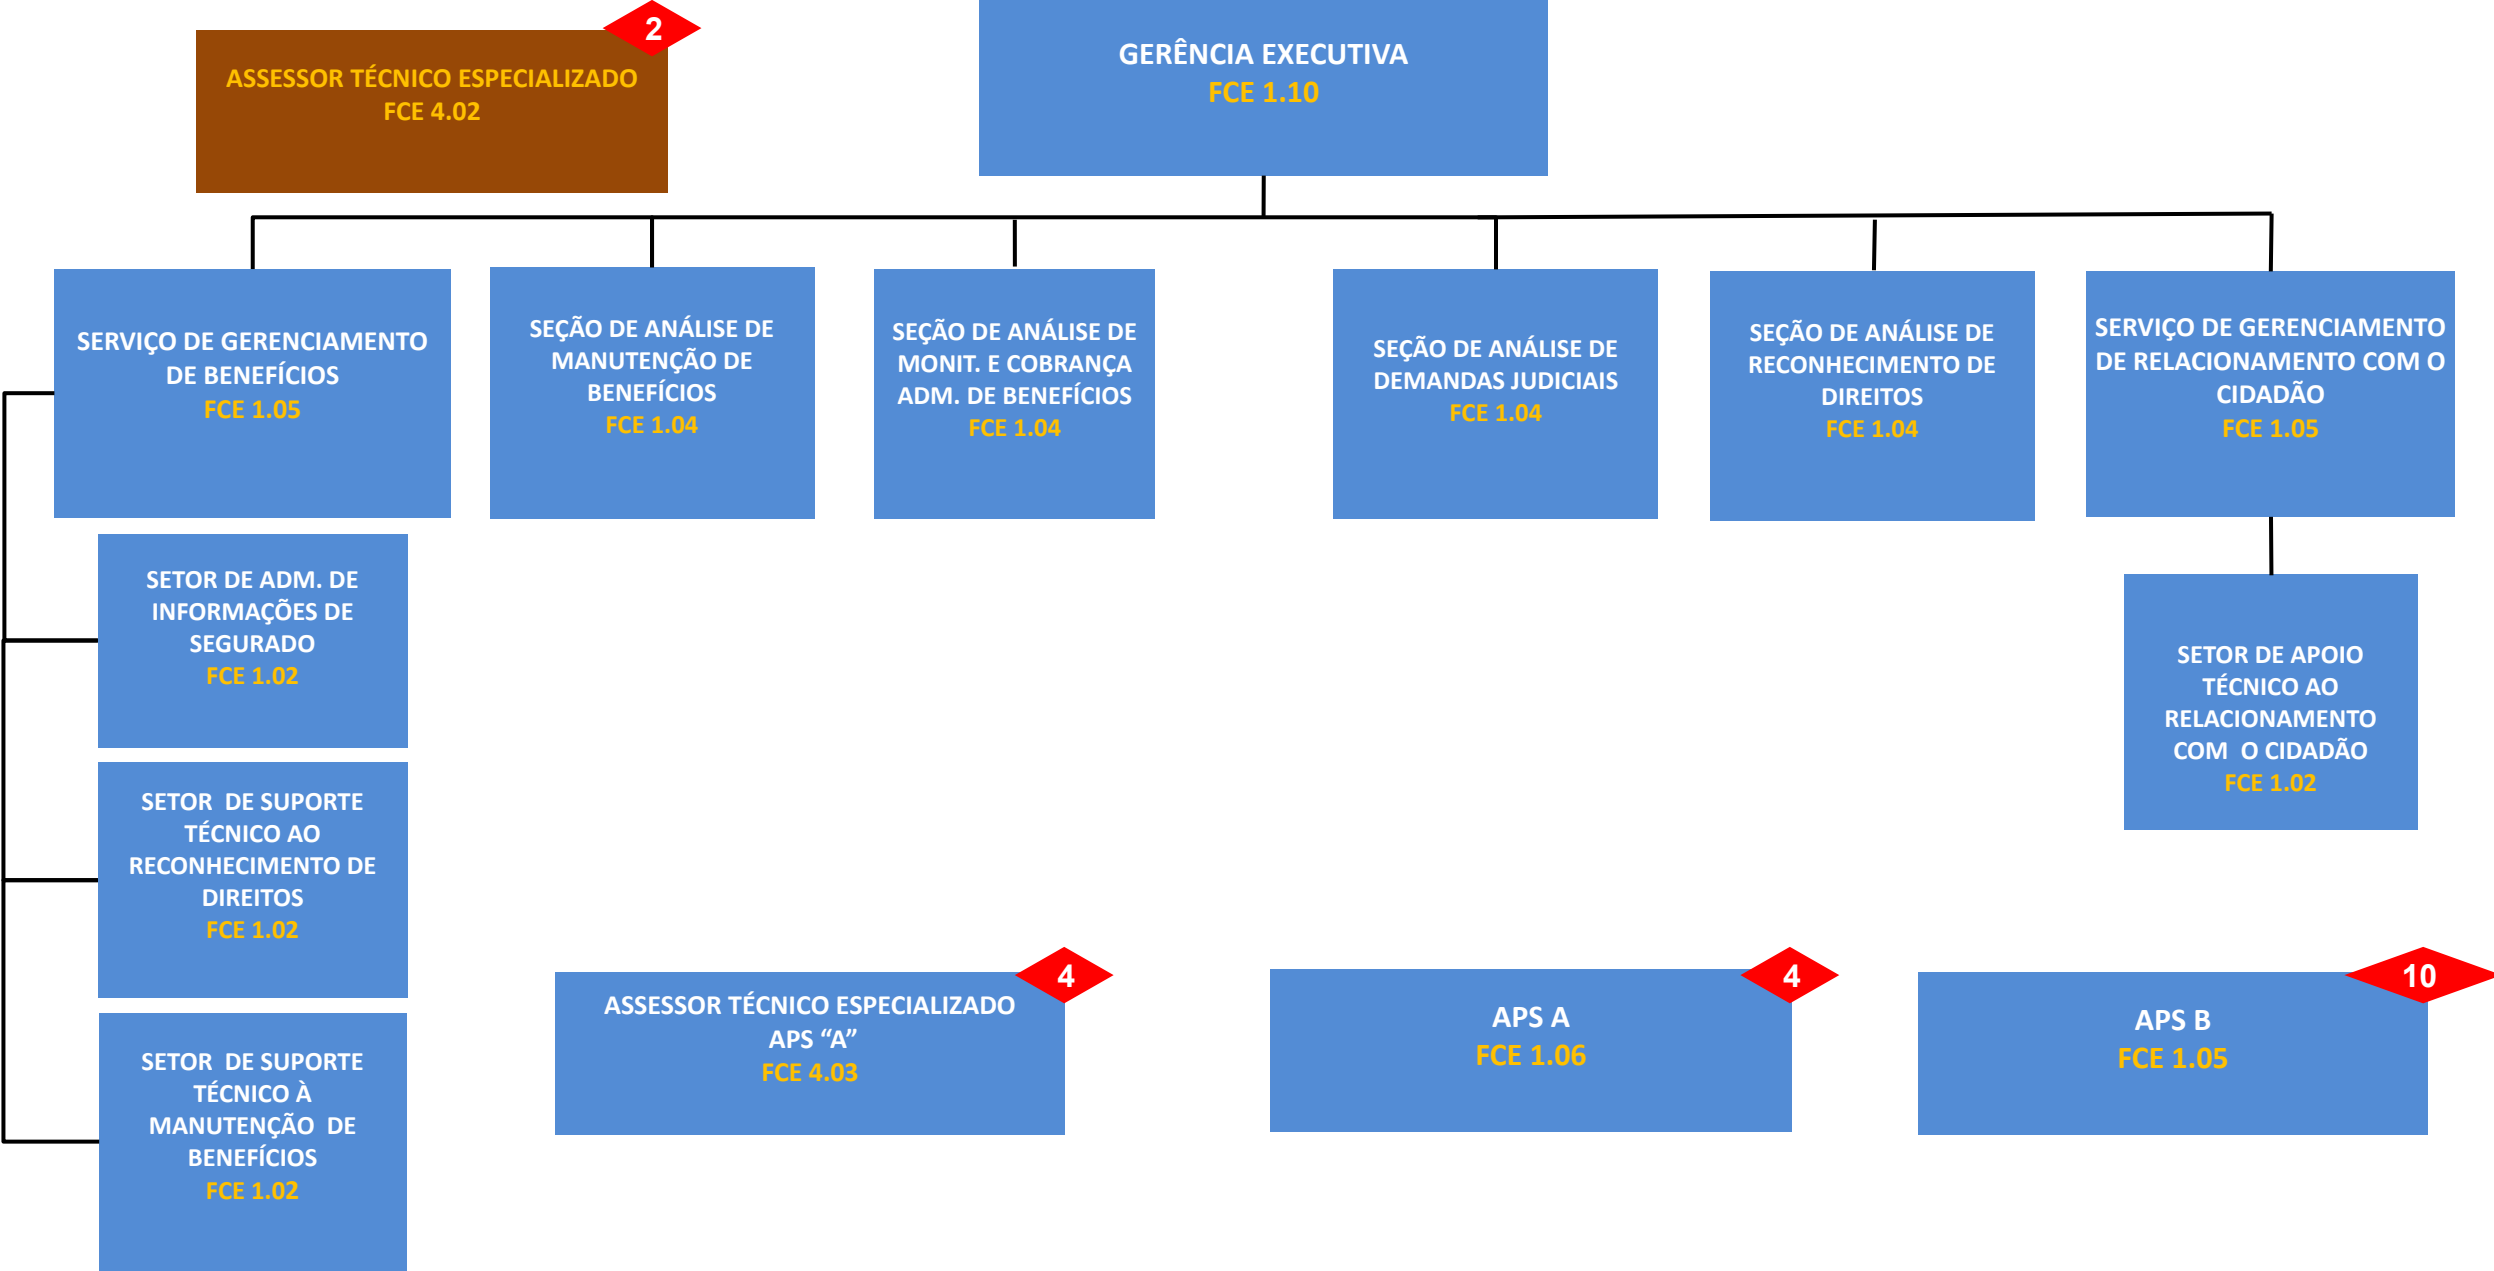 2
ASSESSOR TÉCNICO ESPECIALIZADO
FCE 4.02
GERÊNCIA EXECUTIVA
FCE 1.10
SERVIÇO DE GERENCIAMENTO
DE BENEFÍCIOS
FCE 1.05
SEÇÃO DE ANÁLISE DE
MANUTENÇÃO DE
BENEFÍCIOS
FCE 1.04
SEÇÃO DE ANÁLISE DE
MONIT. E COBRANÇA
ADM. DE BENEFÍCIOS
FCE 1.04
SEÇÃO DE ANÁLISE DE
DEMANDAS JUDICIAIS
FCE 1.04
SEÇÃO DE ANÁLISE DE
RECONHECIMENTO DE
DIREITOS
FCE 1.04
SERVIÇO DE GERENCIAMENTO
DE RELACIONAMENTO COM O
CIDADÃO
FCE 1.05
SETOR DE ADM. DE
INFORMAÇÕES DE
SEGURADO
FCE 1.02
SETOR DE APOIO
TÉCNICO AO
RELACIONAMENTO
COM O CIDADÃO
FCE 1.02
SETOR DE SUPORTE
TÉCNICO AO
RECONHECIMENTO DE
DIREITOS
FCE 1.02
SETOR DE SUPORTE
TÉCNICO À
MANUTENÇÃO DE
BENEFÍCIOS
FCE 1.02
4
ASSESSOR TÉCNICO ESPECIALIZADO
APS “A”
FCE 4.03
4
APS A
FCE 1.06
10
APS B
FCE 1.05